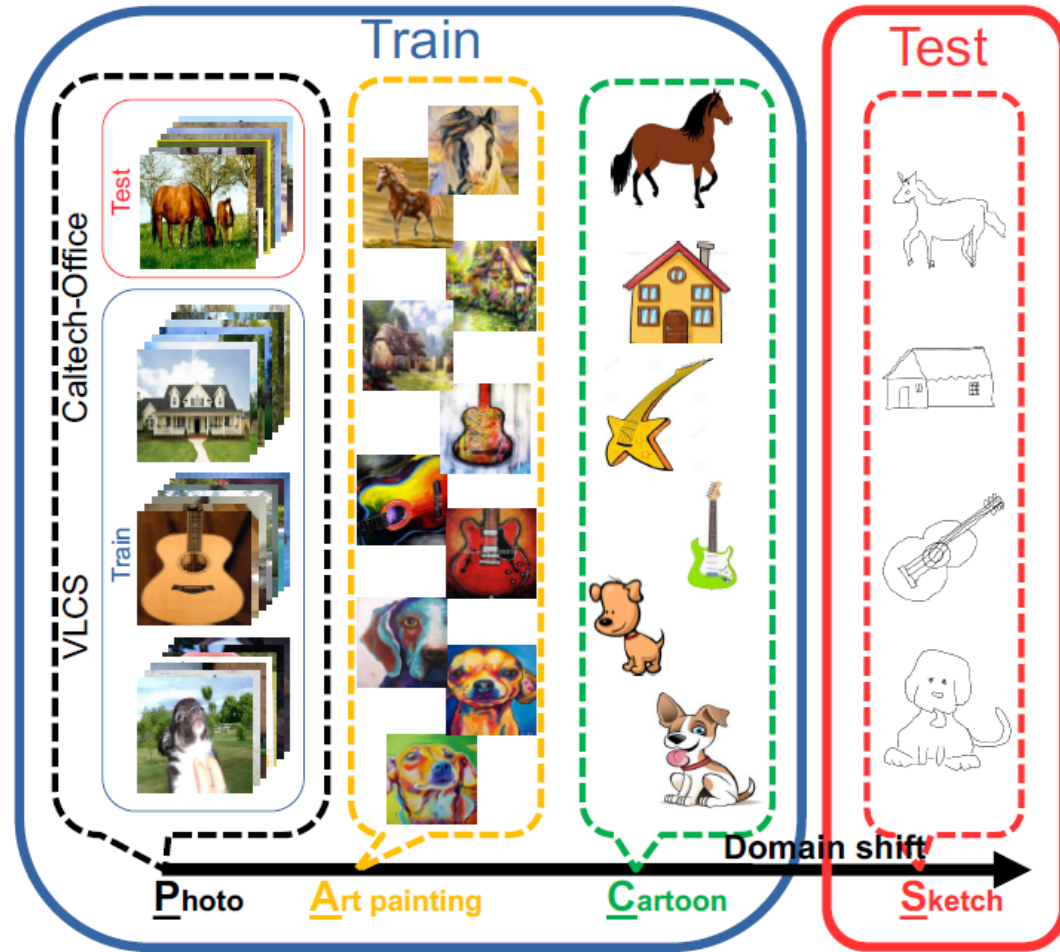 Train
Test
Caltech-Office
VLCS
Test
Train
Domain shift
Photo
Art painting
Cartoon
Sketch